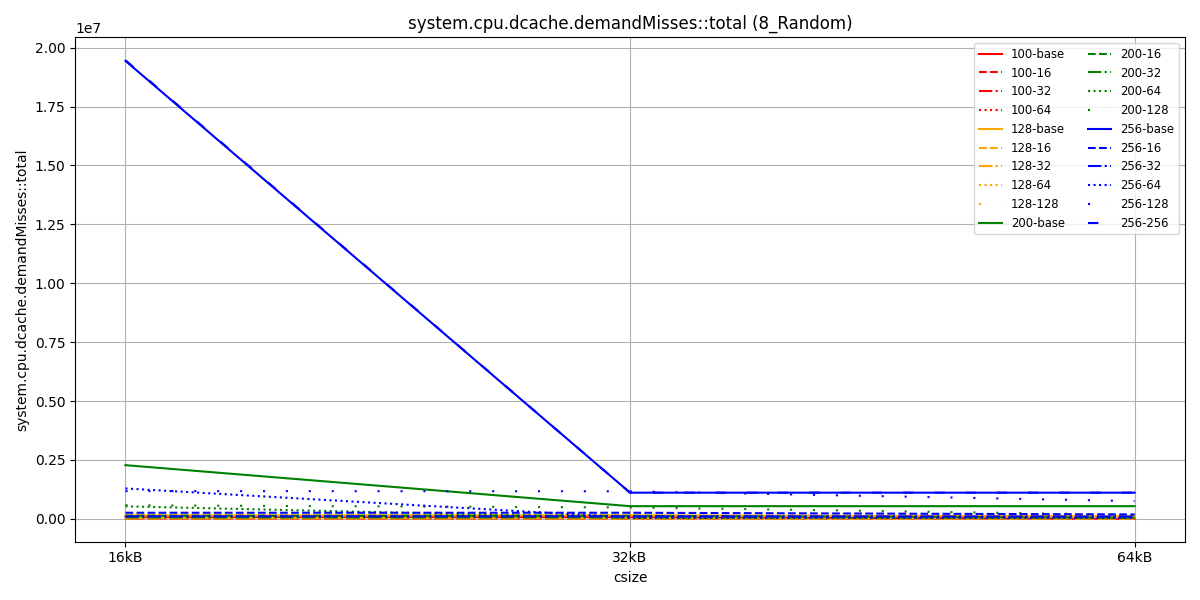 system.cpu.dcache.demandMisses::total (8_Random)
1e7
2.00
1.75
1.50
1.25
1.00
0.75
0.50
0.25
0.00
system.cpu.dcache.demandMisses::total
16kB
32kB
64kB
csize
100-base
100-16
100-32
100-64
128-base
128-16
128-32
128-64
128-128
200-base
200-16
200-32
200-64
200-128
256-base
256-16
256-32
256-64
256-128
256-256